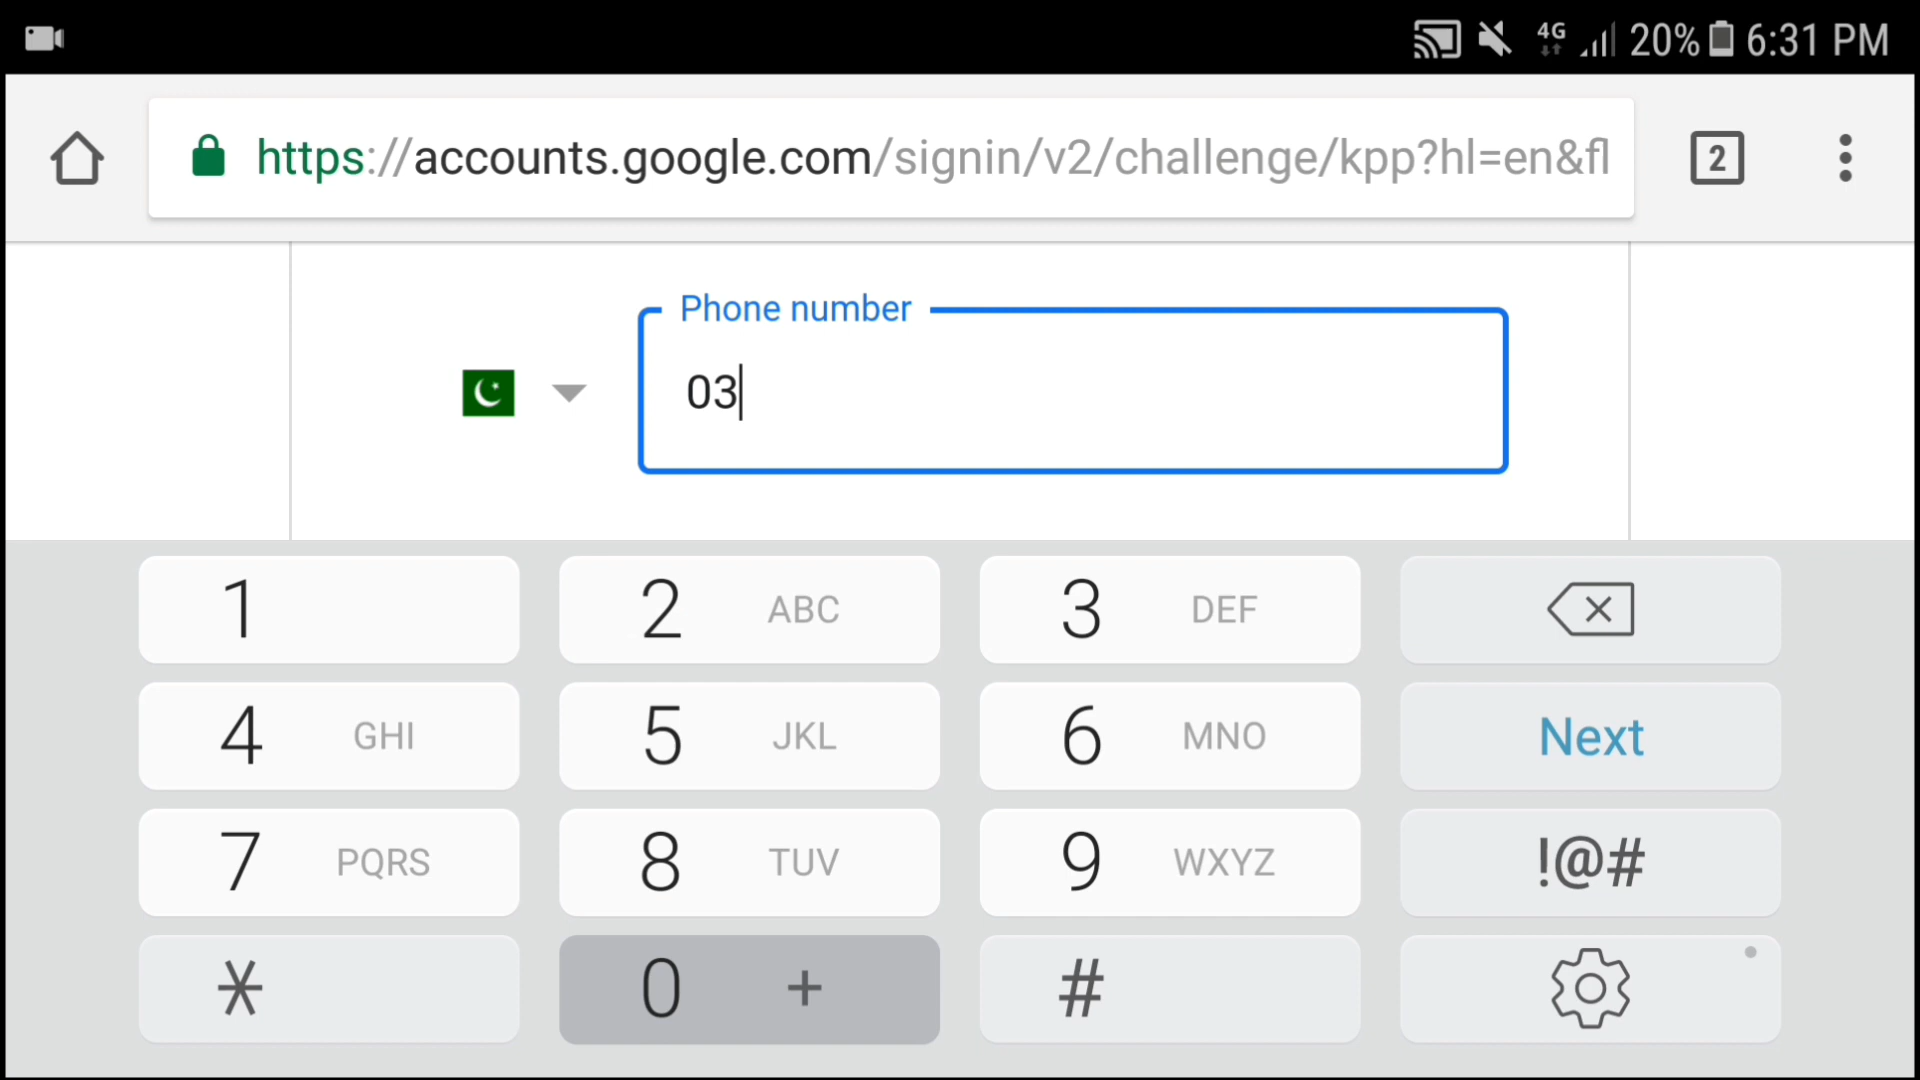 4G 20% 6:31 PM
https://accounts.google.com/signin/v2/challenge/kpp?hl=en&fl
2
Phone number
03
1 2 ABC 3 DEF
4 GHI 5 JKL 6 MNO Next
7 PQRS 8 TUV 9 WXYZ !@#
* 0 + #